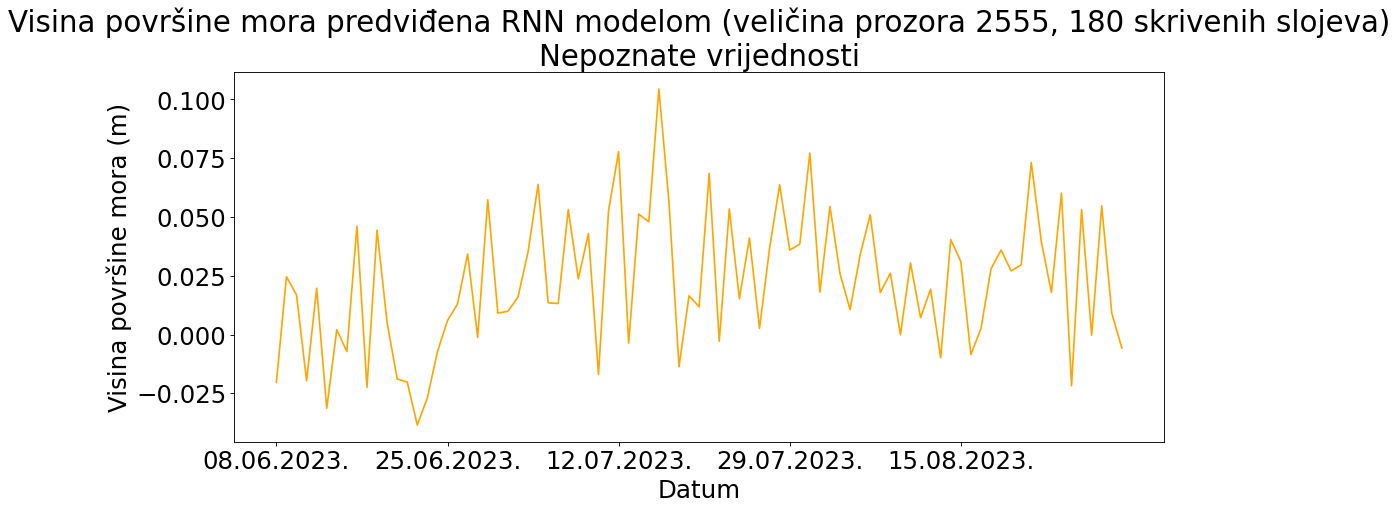 Visina površine mora predviđena RNN modelom (veličina prozora 2555, 180 skrivenih slojeva)
Nepoznate vrijednosti
Visina površine mora (m)
0.100
0.075
0.050
0.025
0.000
−0.025
08.06.2023. 25.06.2023. 12.07.2023. 29.07.2023. 15.08.2023.
Datum